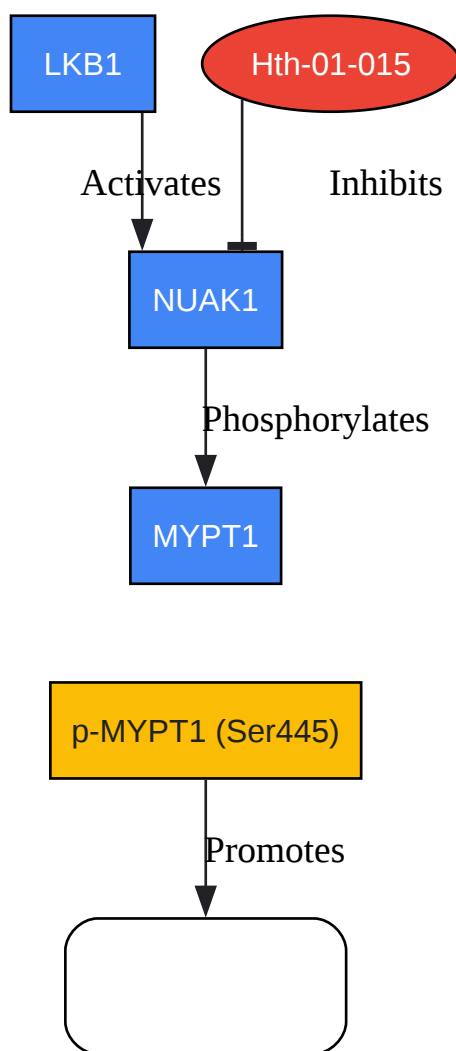 LKB1
Hth-01-015
Activates
Inhibits
NUAK1
Phosphorylates
MYPT1
p-MYPT1 (Ser445)
Promotes